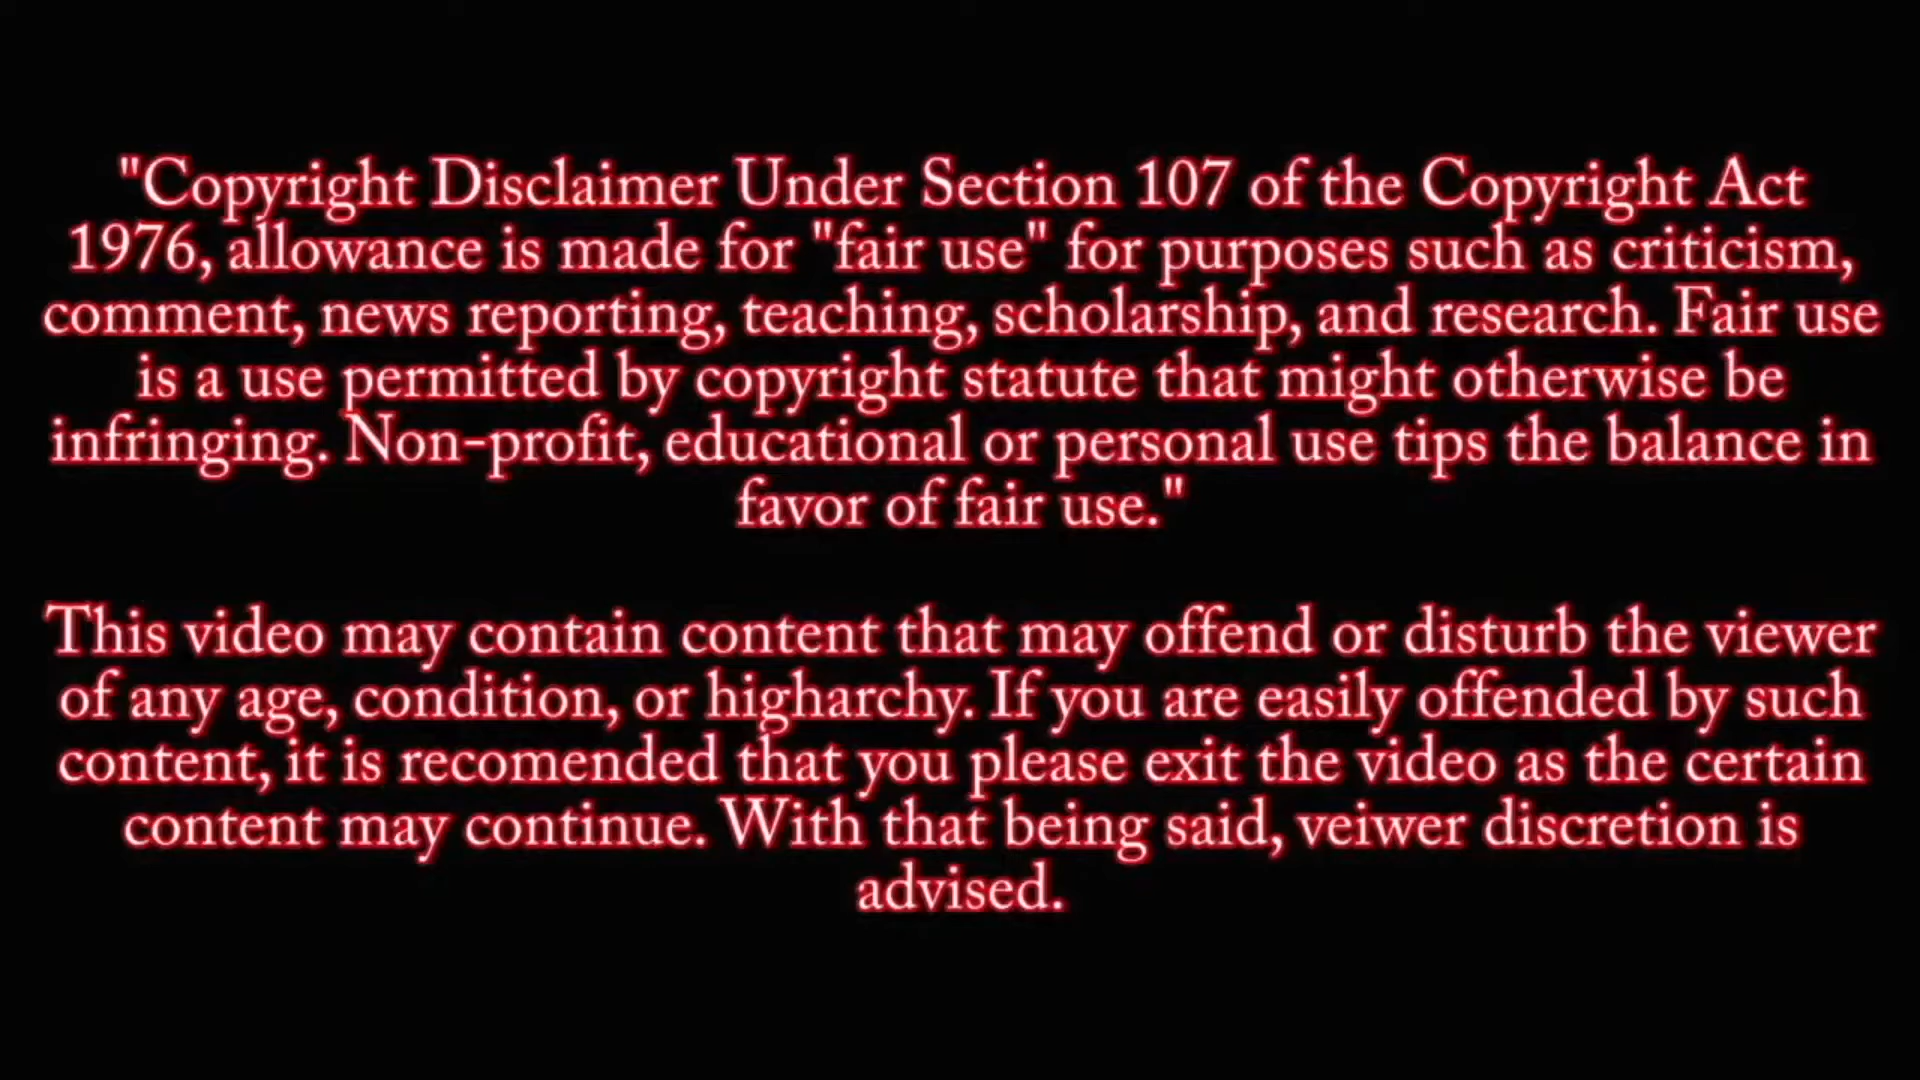 "Copyright Disclaimer Under Section 107 of the Copyright Act
1976, allowance is made for "fair use" for purposes such as criticism,
comment, news reporting, teaching, scholarship, and research. Fair use
is a use permitted by copyright statute that might otherwise be
infringing. Non-profit, educational or personal use tips the balance in
favor of fair use."
This video may contain content that may offend or disturb the viewer
of any age, condition, or higharchy. If you are easily offended by such
content, it is recomended that you please exit the video as the certain
content may continue. With that being said, veiwer discretion is
advised.